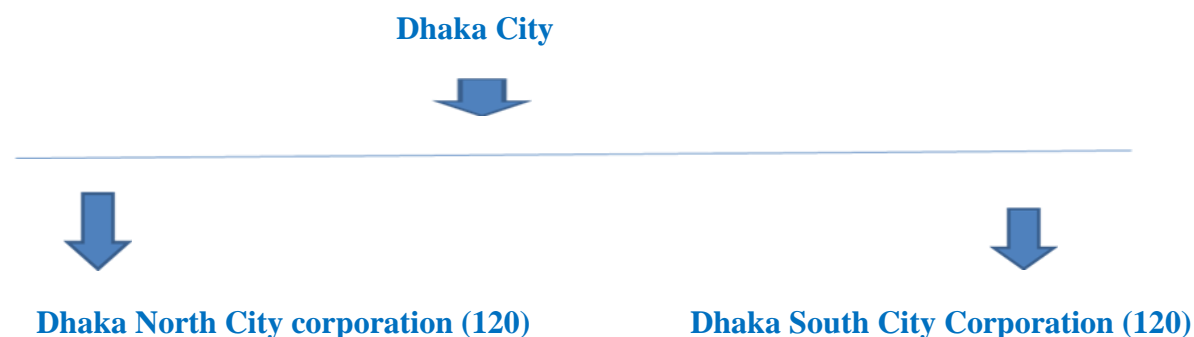 Dhaka City
Dhaka North City corporation (120)
Dhaka South City Corporation (120)